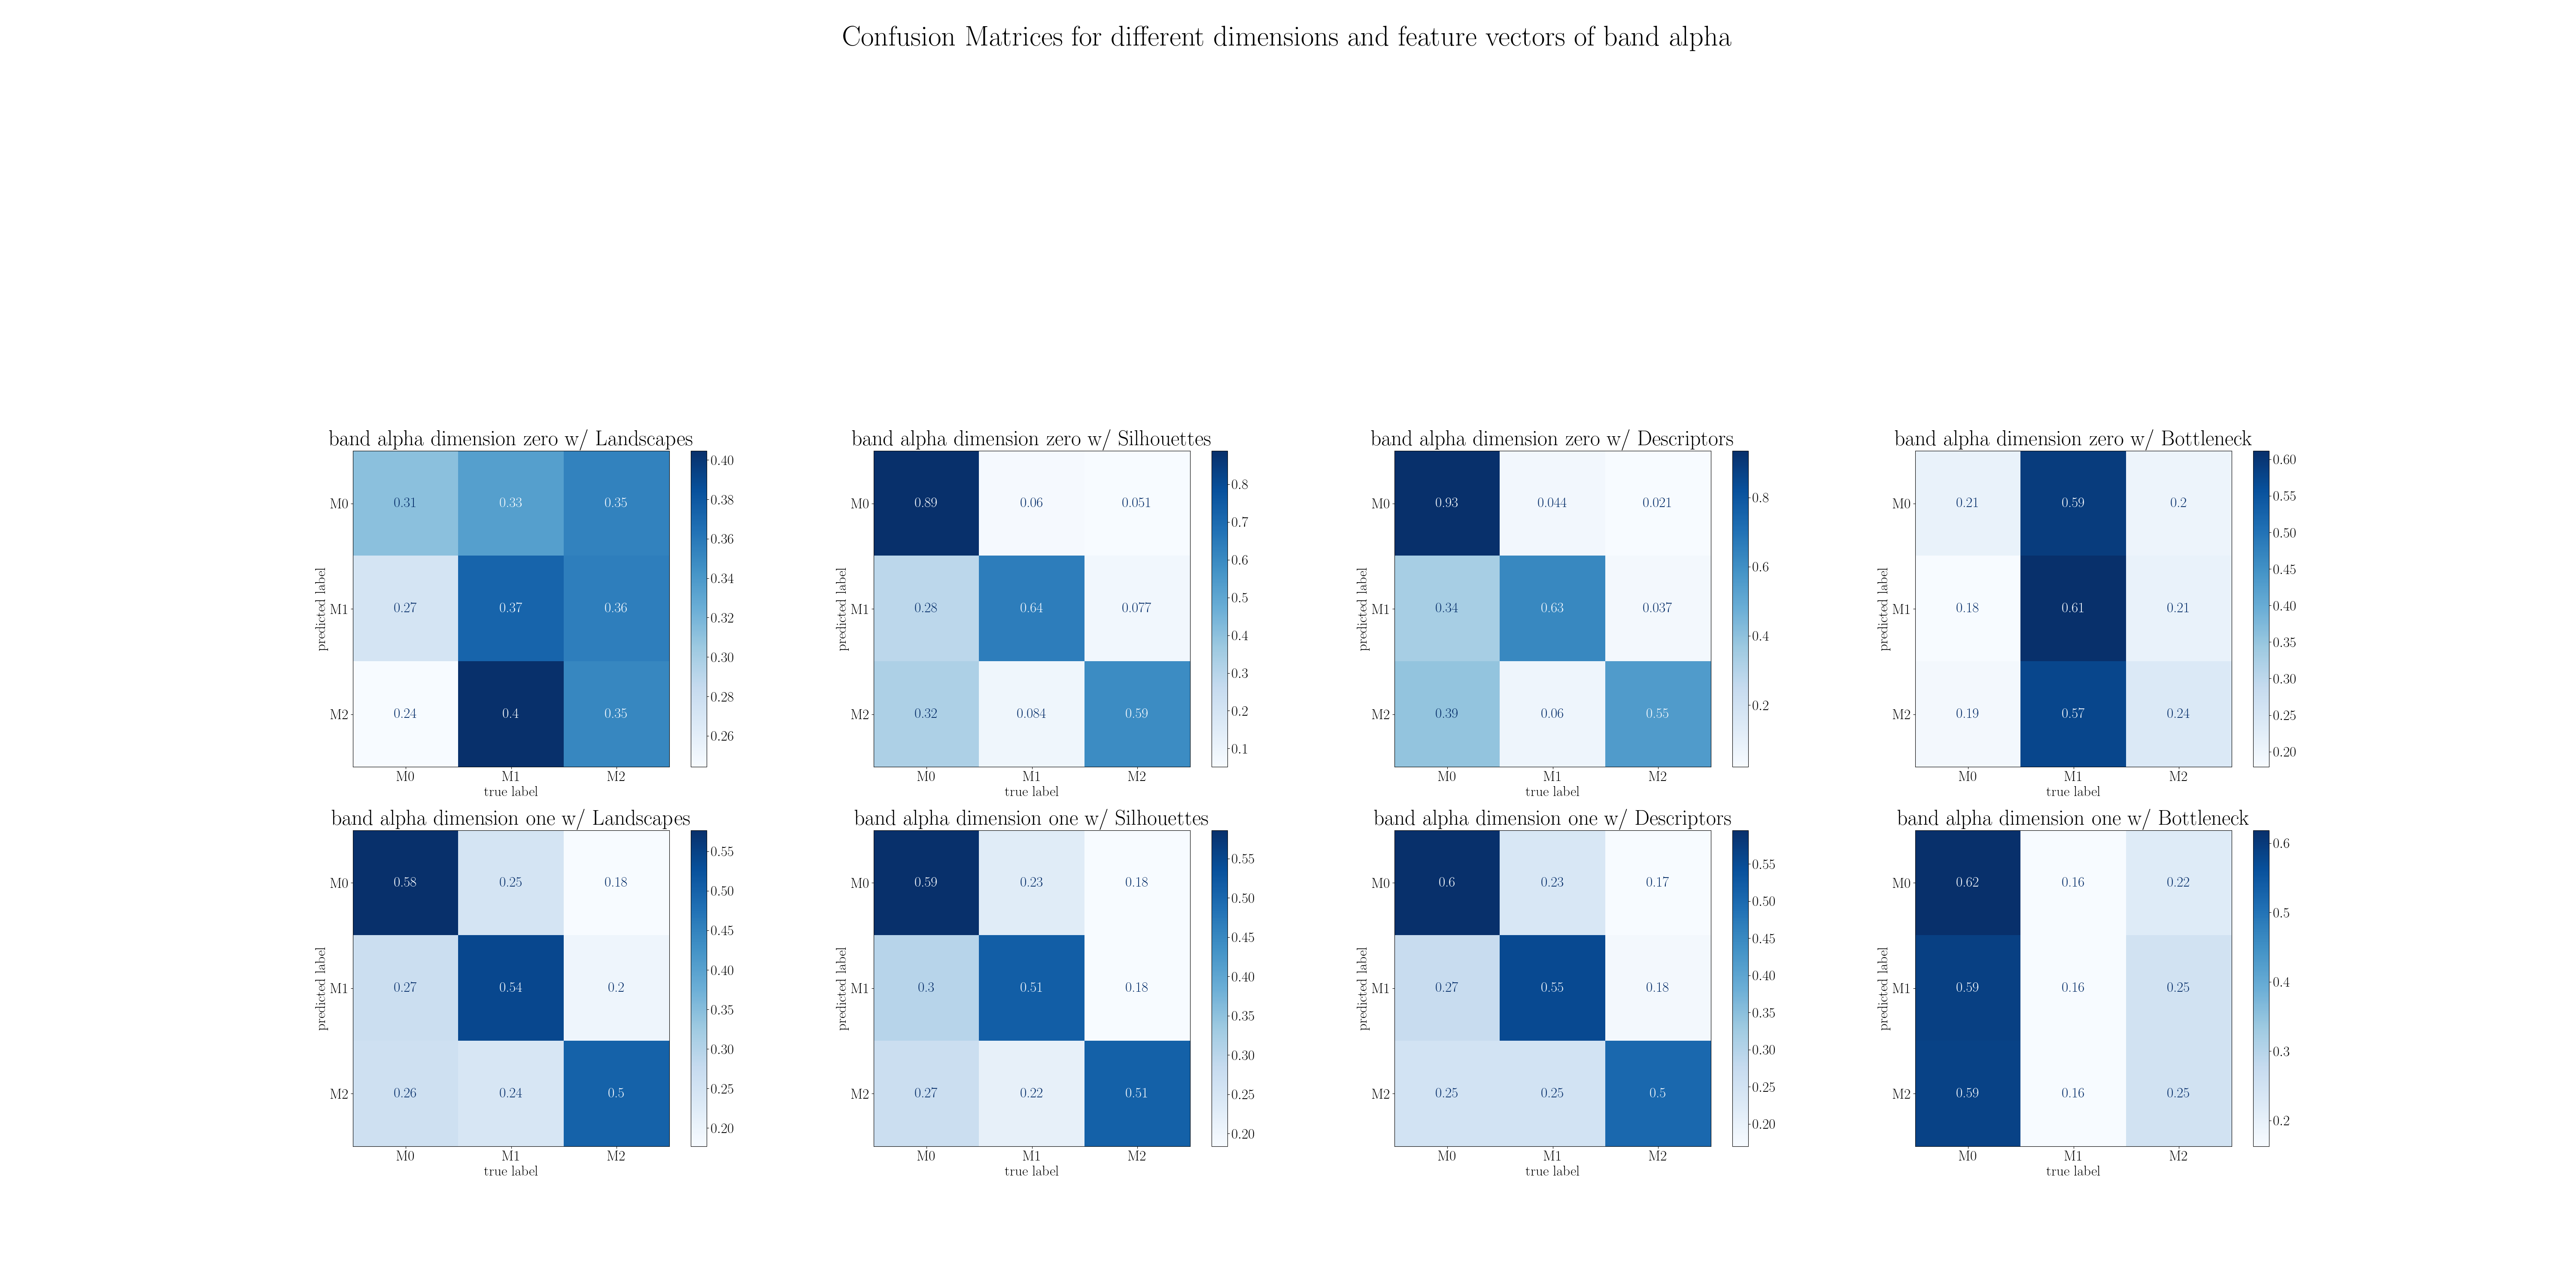 Confusion Matrices for different dimensions and feature vectors of band alpha
band alpha dimension zero w/ Landscapes
0.40
0.38
0.36
0.34
0.32
0.30
0.28
0.26
predicted label
M0
0.31
0.33
0.35
M1
0.27
0.37
0.36
M2
0.24
0.4
0.35
M0
M1
M2
true label
band alpha dimension zero w/ Silhouettes
0.8
0.7
0.6
0.5
0.4
0.3
0.2
0.1
predicted label
M0
0.89
0.06
0.051
M1
0.28
0.64
0.077
M2
0.32
0.084
0.59
M0
M1
M2
true label
band alpha dimension zero w/ Descriptors
0.8
0.6
0.4
0.2
predicted label
M0
0.93
0.044
0.021
M1
0.34
0.63
0.037
M2
0.39
0.06
0.55
M0
M1
M2
true label
band alpha dimension zero w/ Bottleneck
0.60
0.55
0.50
0.45
0.40
0.35
0.30
0.25
0.20
predicted label
M0
0.21
0.59
0.2
M1
0.18
0.61
0.21
M2
0.19
0.57
0.24
M0
M1
M2
true label
band alpha dimension one w/ Landscapes
0.55
0.50
0.45
0.40
0.35
0.30
0.25
0.20
predicted label
M0
0.58
0.25
0.18
M1
0.27
0.54
0.2
M2
0.26
0.24
0.5
M0
M1
M2
true label
band alpha dimension one w/ Silhouettes
0.55
0.50
0.45
0.40
0.35
0.30
0.25
0.20
predicted label
M0
0.59
0.23
0.18
M1
0.3
0.51
0.18
M2
0.27
0.22
0.51
M0
M1
M2
true label
band alpha dimension one w/ Descriptors
0.55
0.50
0.45
0.40
0.35
0.30
0.25
0.20
predicted label
M0
0.6
0.23
0.17
M1
0.27
0.55
0.18
M2
0.25
0.25
0.5
M0
M1
M2
true label
band alpha dimension one w/ Bottleneck
0.6
0.5
0.4
0.3
0.2
predicted label
M0
0.62
0.16
0.22
M1
0.59
0.16
0.25
M2
0.59
0.16
0.25
M0
M1
M2
true label